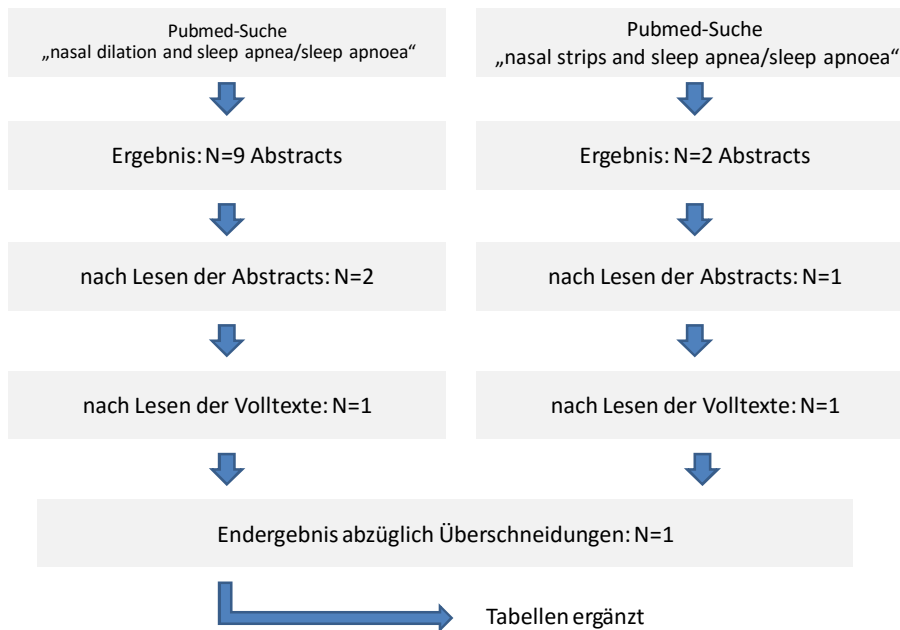 Pubmed-Suche
„nasal dilation and sleep apnea/sleep apnoea“
Ergebnis: N=9 Abstracts
nach Lesen der Abstracts: N=2
nach Lesen der Volltexte: N=1
Pubmed-Suche
„nasal strips and sleep apnea/sleep apnoea“
Ergebnis: N=2 Abstracts
nach Lesen der Abstracts: N=1
nach Lesen der Volltexte: N=1
Endergebnis abzüglich Überschneidungen: N=1
Tabellen ergänzt